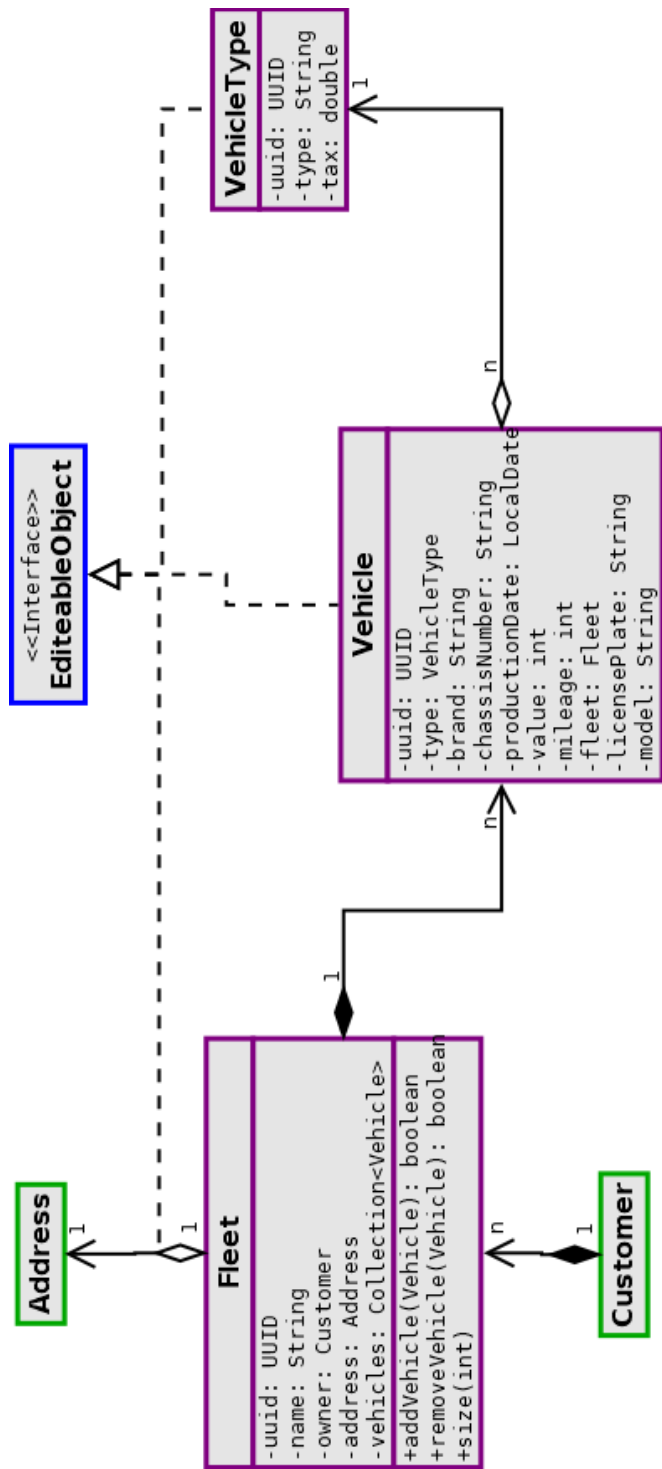 Address
1
1
Fleet
-uuid: UUID
-name: String
-owner: Customer
-address: Address
-vehicles: Collection<Vehicle>
+addVehicle(Vehicle): boolean
+removeVehicle(Vehicle): boolean
+size(int)
n
1
Customer
1
n
<<Interface>>
EditeableObject
Vehicle
-uuid: UUID
-type: VehicleType
-brand: String
-chassisNumber: String
-productionDate: LocalDate
-value: int
-mileage: int
-fleet: Fleet
-licensePlate: String
-model: String
n
1
VehicleType
-uuid: UUID
-type: String
-tax: double